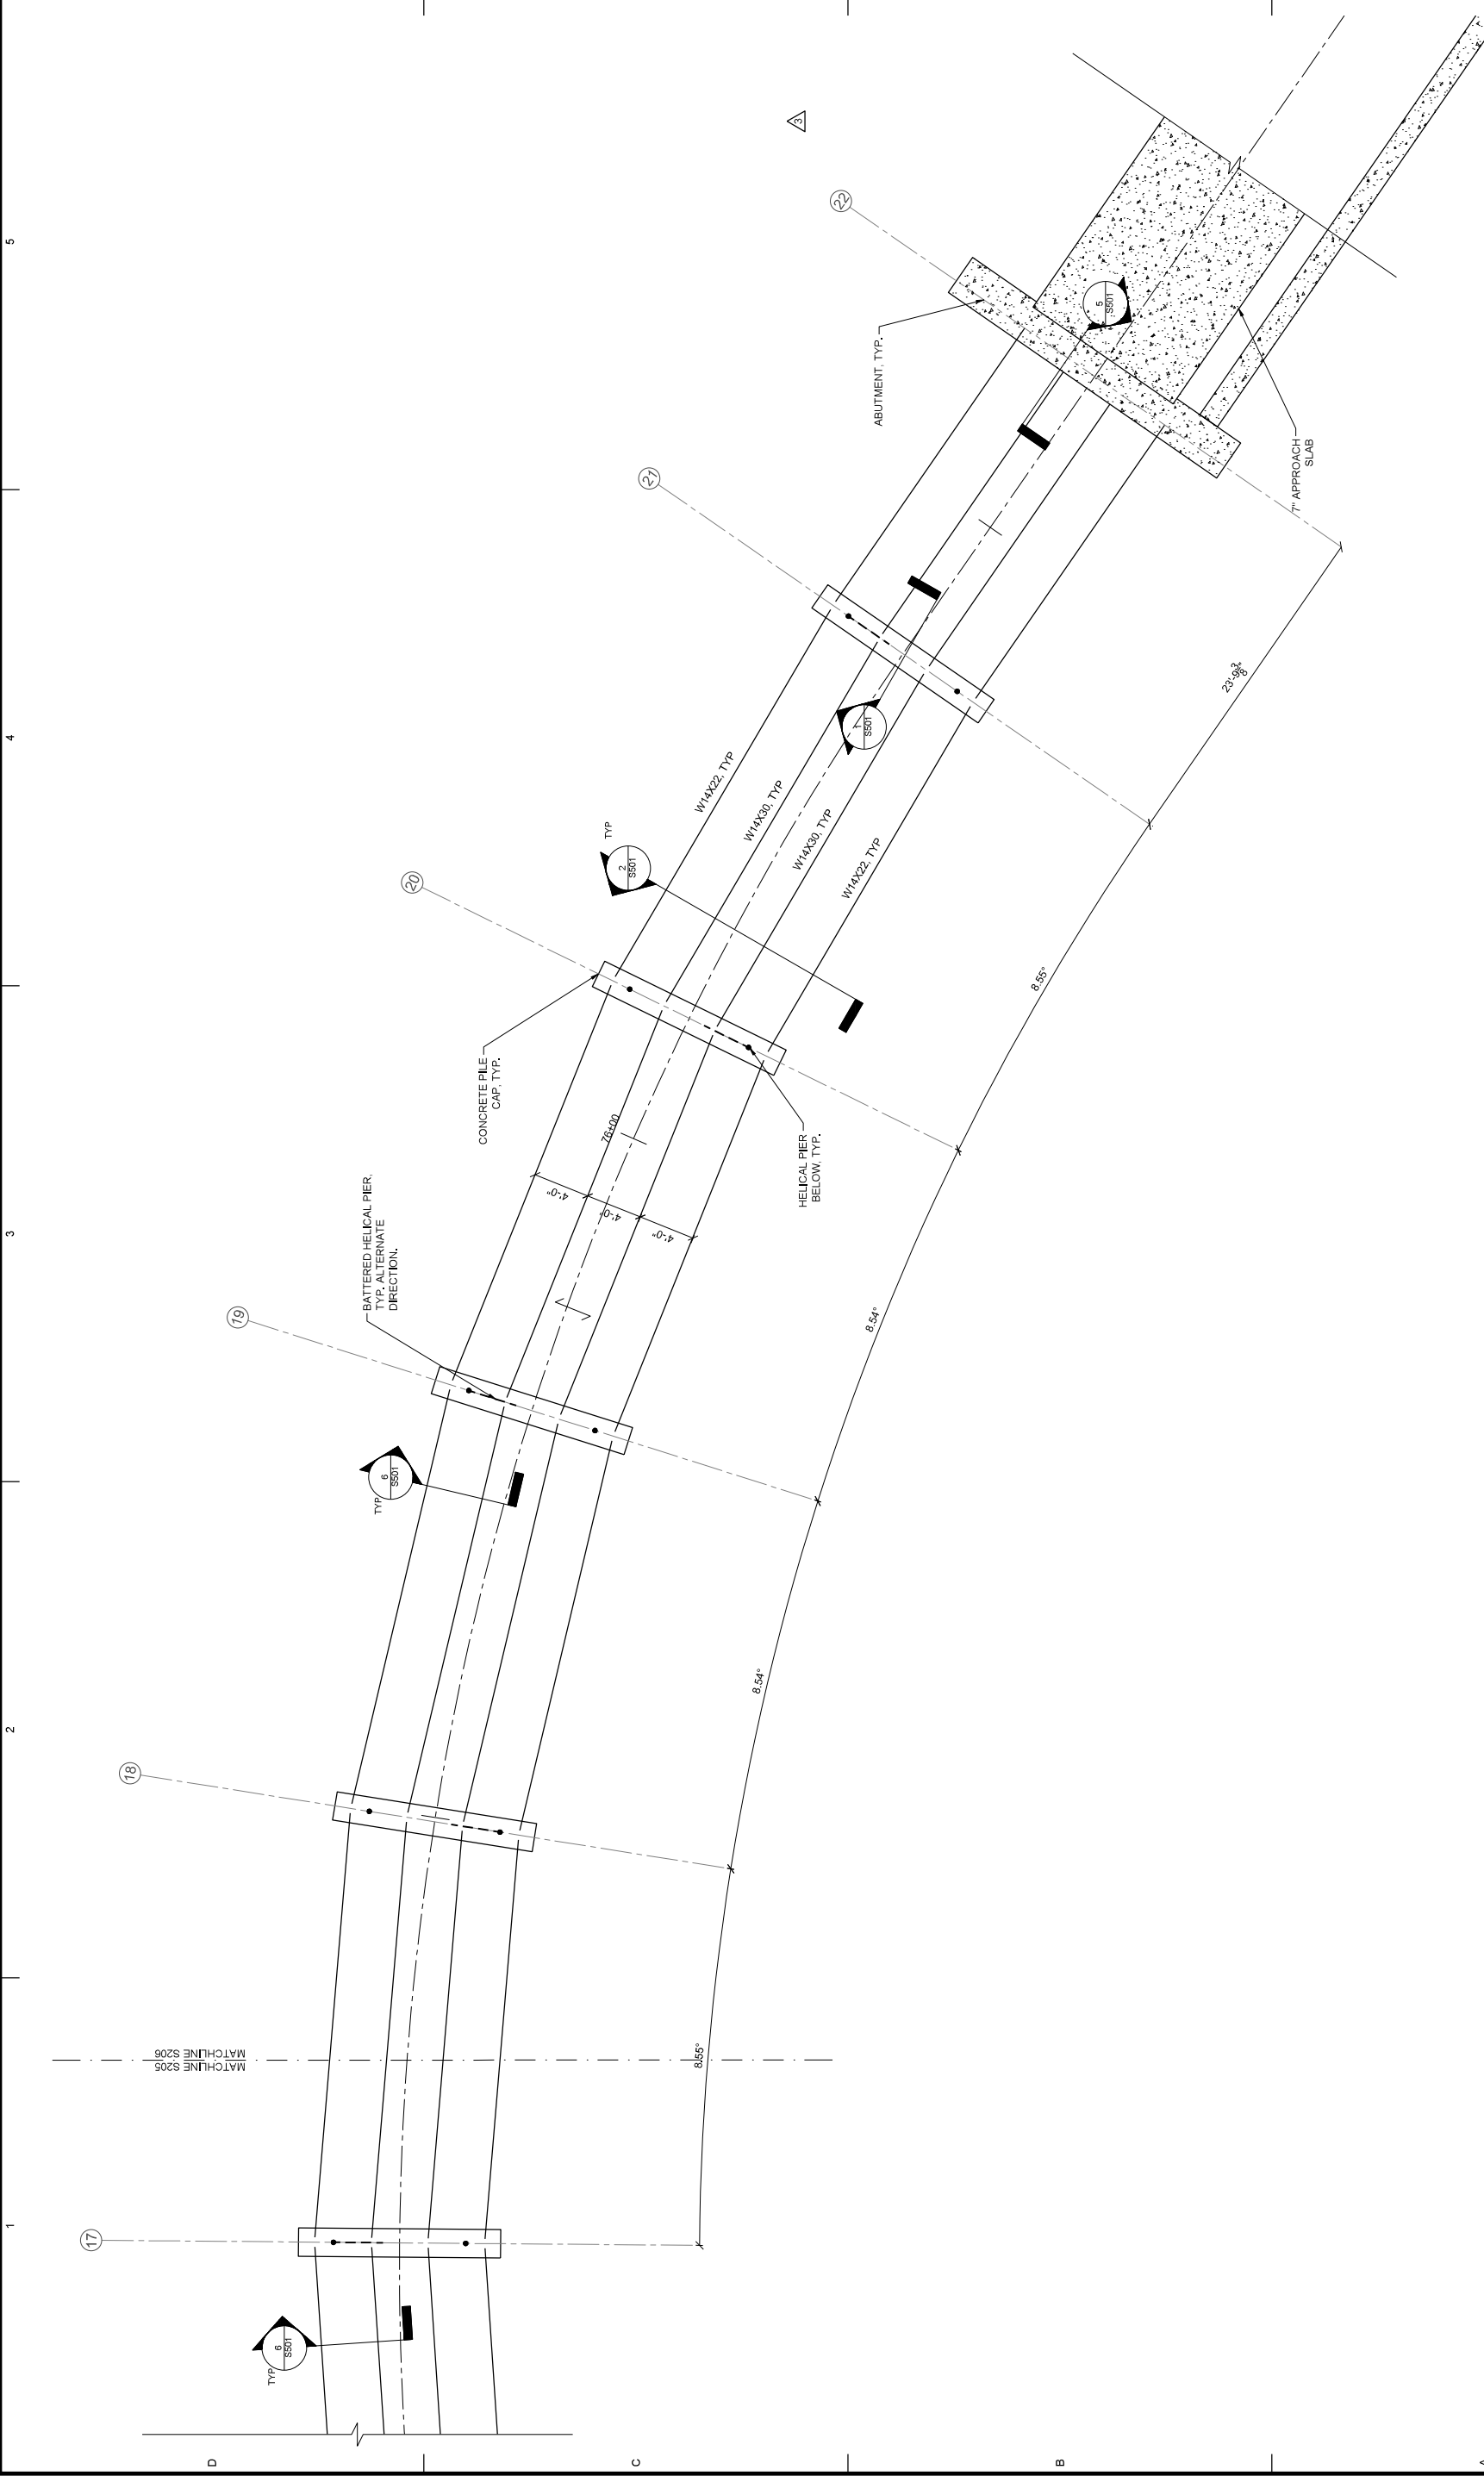 1
2
3
4
5
D
C
B
17
18
19
20
21
22
3
MATCHLINE S206
MATCHLINE S205
TYP
6
S501
TYP
6
S501
BATTERED HELICAL PIER,
TYP. ALTERNATE
DIRECTION.
CONCRETE PILE
CAP, TYP.
TYP
2
S501
W14X22, TYP
W14X30, TYP
W14X30, TYP
W14X22, TYP
1
S501
ABUTMENT, TYP.
5
S501
7" APPROACH
SLAB
76+00
4'-0"
4'-0"
4'-0"
HELICAL PIER
BELOW, TYP.
8.55°
8.54°
8.54°
8.55°
23'-9 3/8"